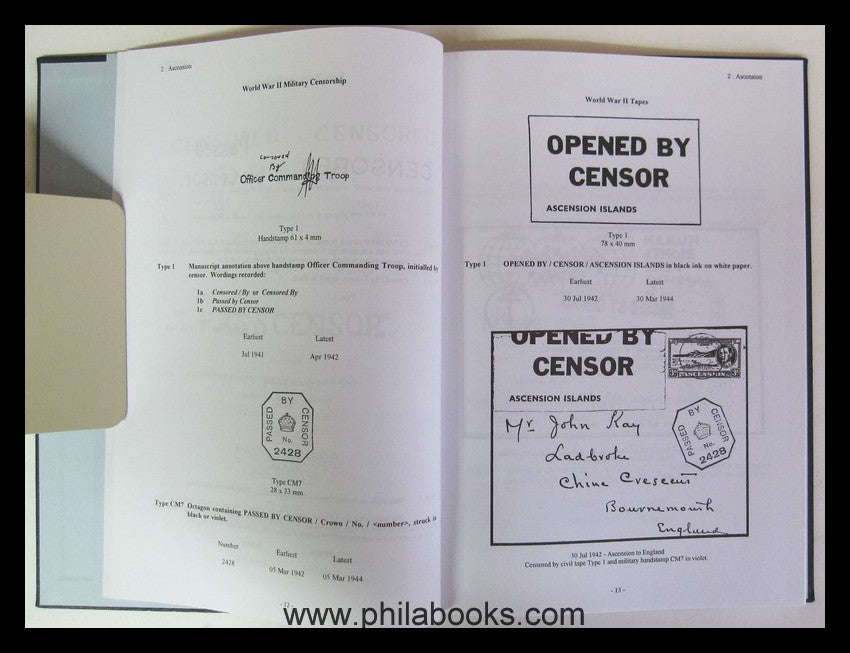 2 Ascension
World War II Military Censorship
Censored
By
Officer Commanding Troop
Type 1
Handstamp 61 x 4 mm
Type 1 Manuscript annotation above handstamp Officer Commanding Troop, initialled by
censor. Wordings recorded:
1a Censored / By or Censored By
1b Passed by Censor
1c PASSED BY CENSOR
Earliest Latest
Jul 1941 Apr 1942
PASSED BY CENSOR
No.
2428
Type CM7
28 x 33 mm
Type CM7 Octagon containing PASSED BY CENSOR / Crown / No. / <number>, struck in
black or violet.
Number Earliest Latest
2428 05 Mar 1942 05 Mar 1944
- 12 -
2 Ascension
World War II Tapes
OPENED BY
CENSOR
ASCENSION ISLANDS
Type 1
78 x 40 mm
Type 1 OPENED BY / CENSOR / ASCENSION ISLANDS in black ink on white paper.
Earliest Latest
30 Jul 1942 30 Mar 1944
OPENED BY
CENSOR
ASCENSION ISLANDS
ASCENSION
PASSED BY CENSOR
No.
2428
Mr John Kay
Ladbroke
Chine Crescent
Bournemouth
England
30 Jul 1942 - Ascension to England
Censored by civil tape Type 1 and military handstamp CM7 in violet.
- 13 -
www.philabooks.com